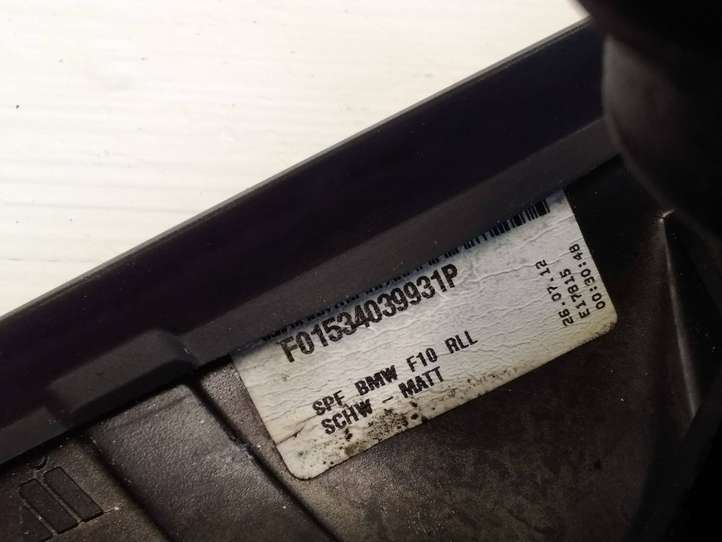 F01534039931P
SPF BMW F10 RLL
SCHW - MATT
26.07.12
E17815
00:30:48